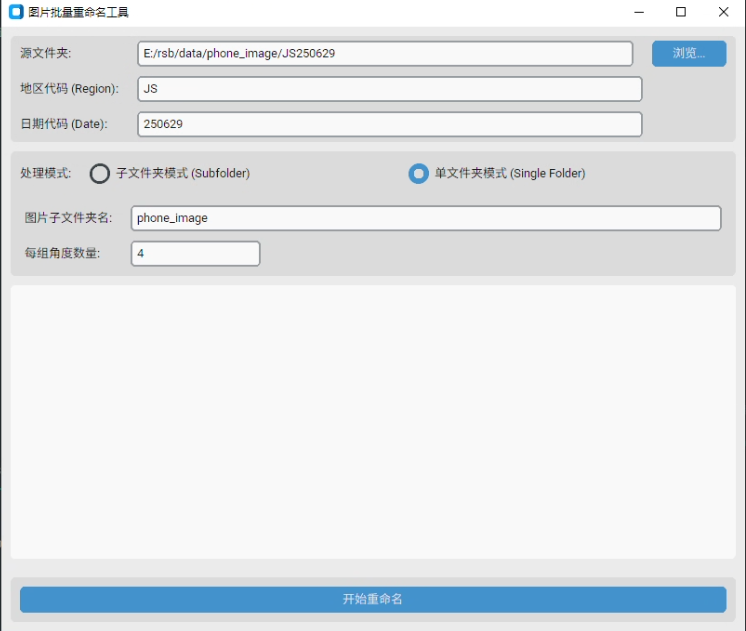 图片批量重命名工具
源文件夹: E:/rsb/data/phone_image/JS250629 浏览...
地区代码 (Region): JS
日期代码 (Date): 250629
处理模式: 子文件夹模式 (Subfolder) 单文件夹模式 (Single Folder)
图片子文件夹名: phone_image
每组角度数量: 4
开始重命名